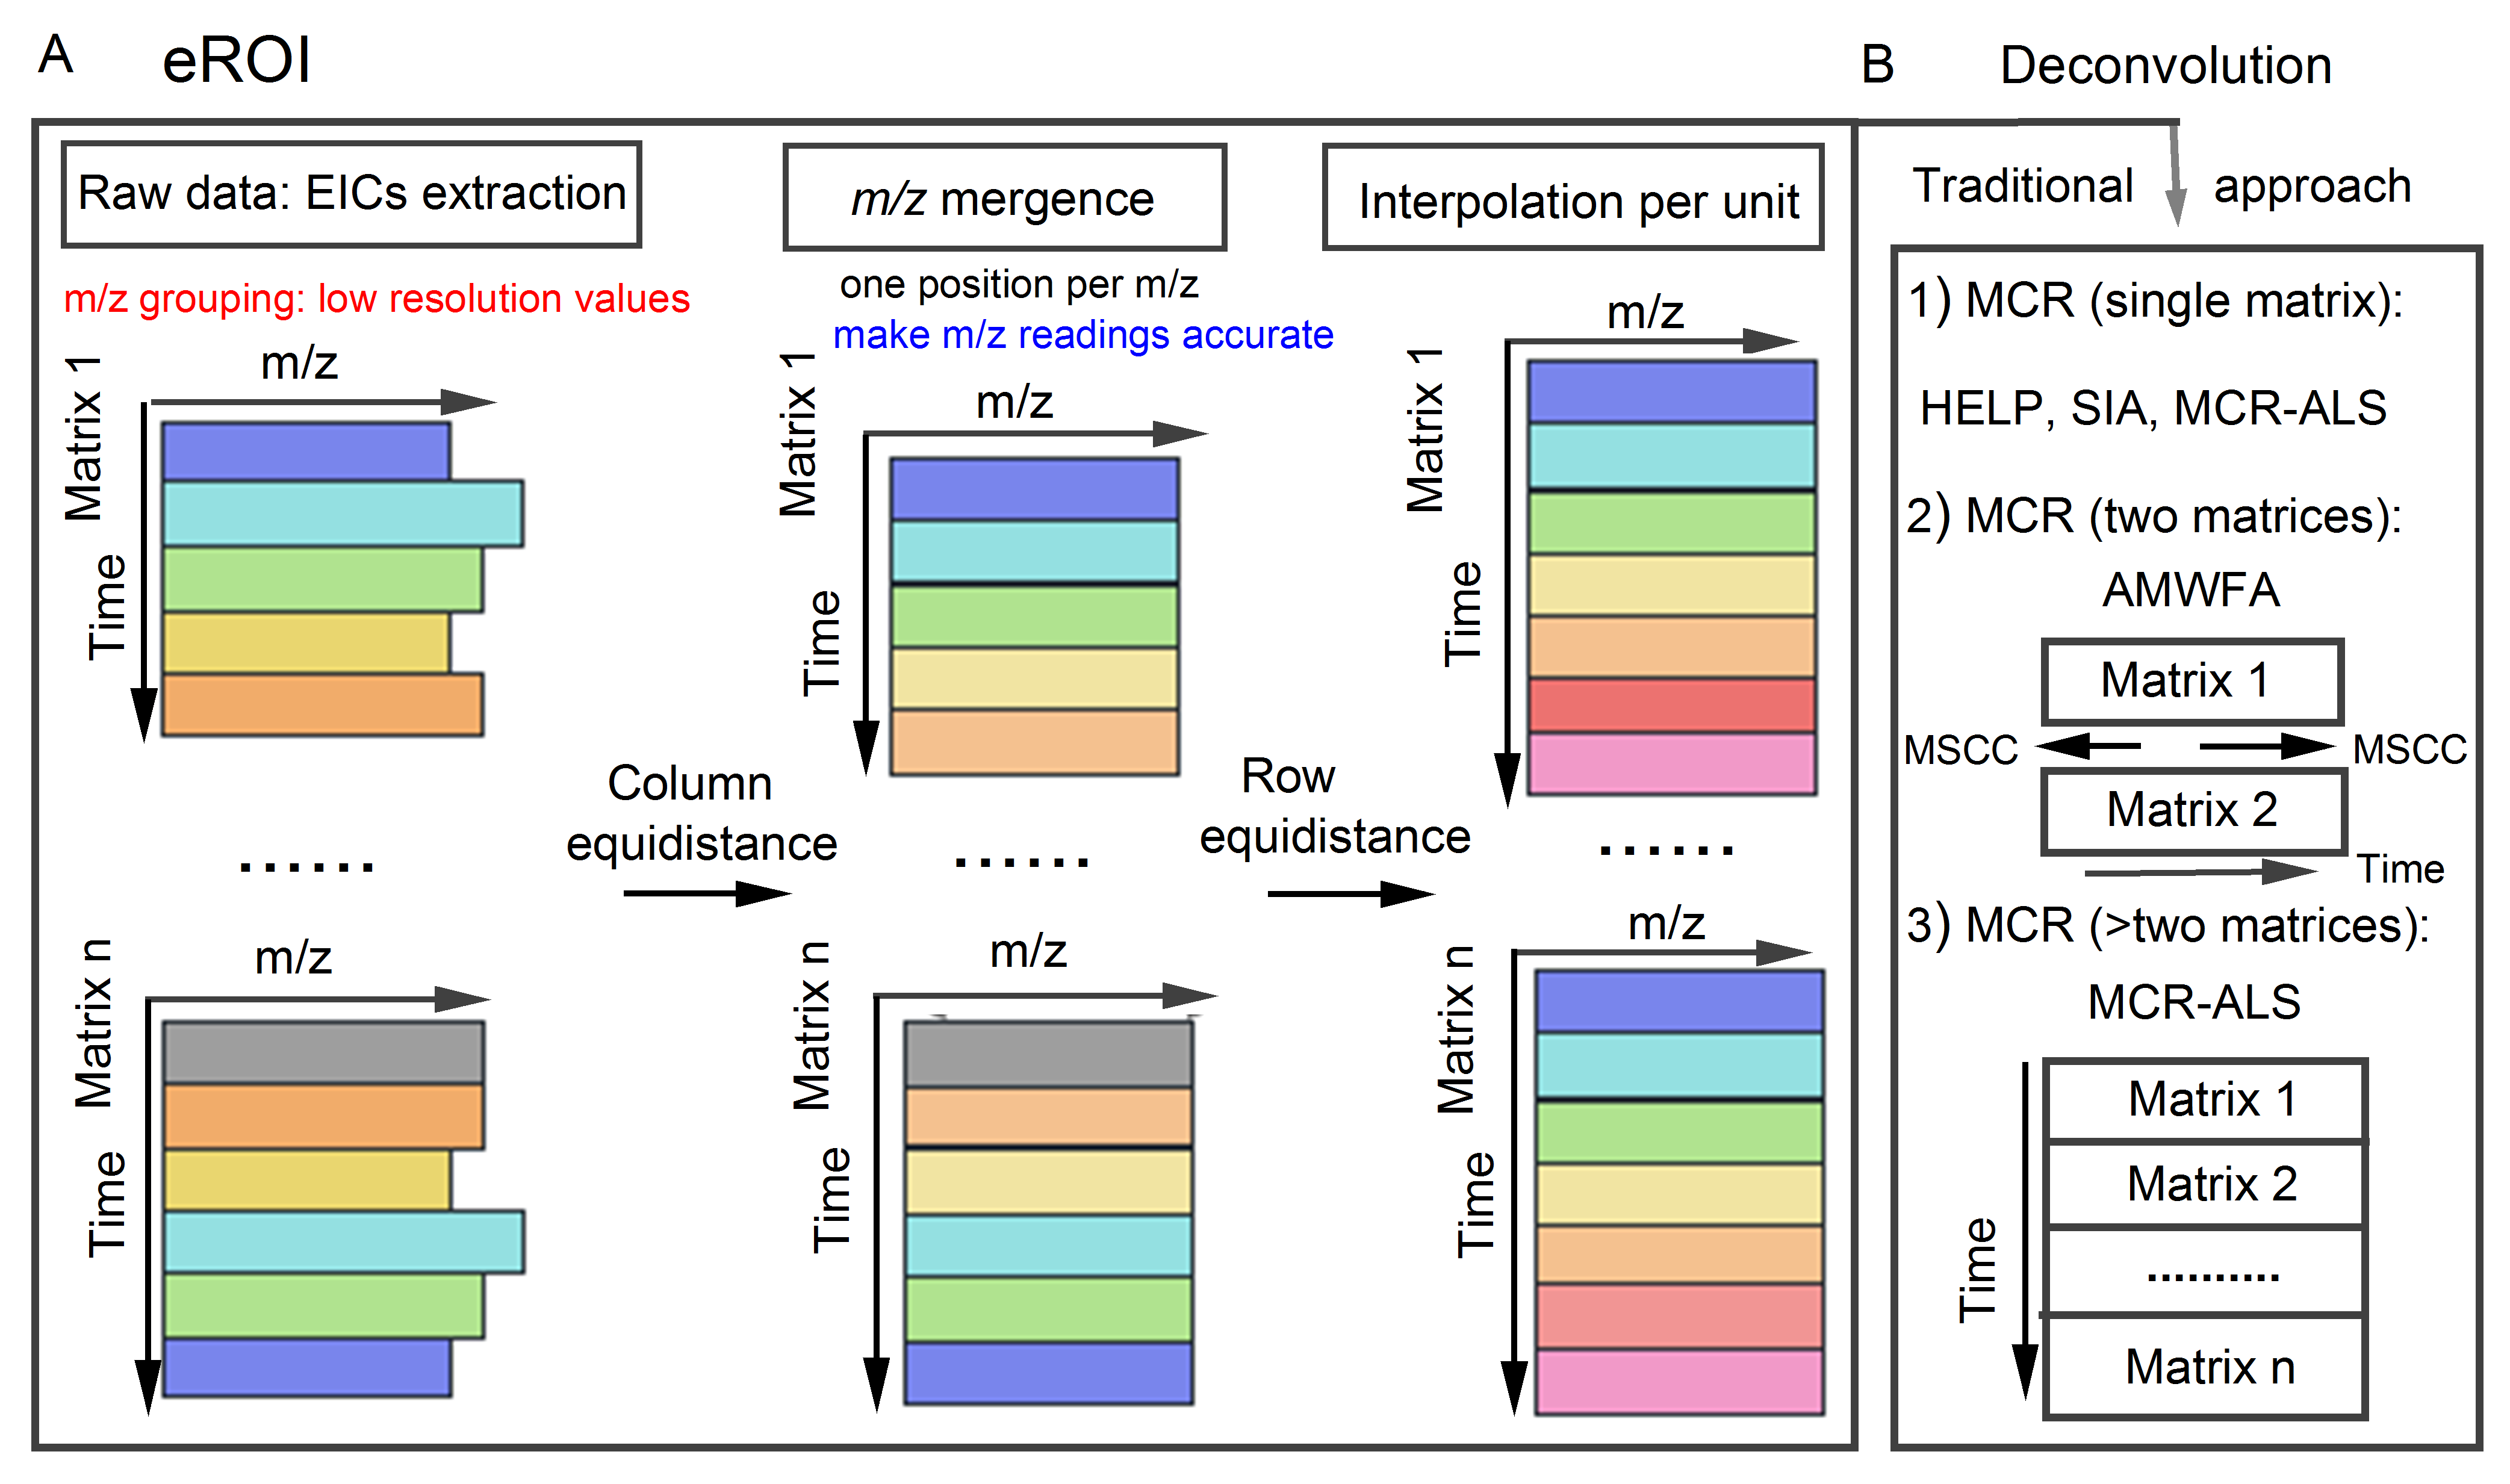 A eROI
Raw data: EICs extraction
m/z grouping: low resolution values
m/z
Matrix 1
Time
......
m/z
Matrix n
Time
Column
equidistance
m/z mergence
one position per m/z
make m/z readings accurate
m/z
Matrix 1
Time
......
m/z
Matrix n
Time
Row
equidistance
Interpolation per unit
m/z
Matrix 1
Time
......
m/z
Matrix n
Time
B Deconvolution
Traditional approach
1) MCR (single matrix):
HELP, SIA, MCR-ALS
2) MCR (two matrices):
AMWFA
Matrix 1
MSCC MSCC
Matrix 2
Time
3) MCR (>two matrices):
MCR-ALS
Time
Matrix 1
Matrix 2
..........
Matrix n